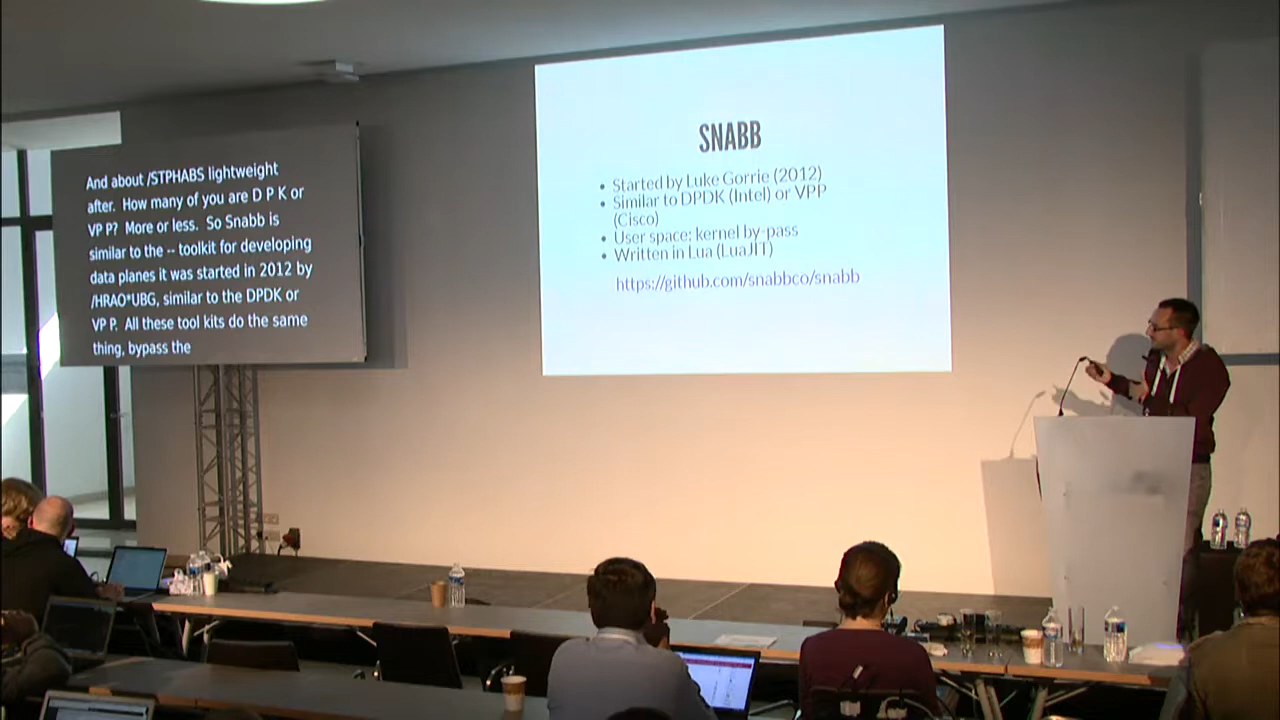 And about /STPHABS lightweight
after. How many of you are D P K or
VP P? More or less. So Snabb is
similar to the -- toolkit for developing
data planes it was started in 2012 by
/HRAO*UBG, similar to the DPDK or
VP P. All these tool kits do the same
thing, bypass the
SNABB
• Started by Luke Gorrie (2012)
• Similar to DPDK (Intel) or VPP
(Cisco)
• User space: kernel by-pass
• Written in Lua (LuaJIT)
https://github.com/snabbco/snabb